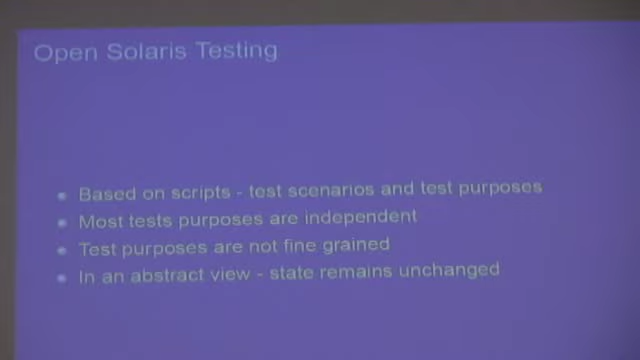 Open Solaris Testing
Based on scripts - test scenarios and test purposes
Most tests purposes are independent
Test purposes are not fine grained
In an abstract view - state remains unchanged